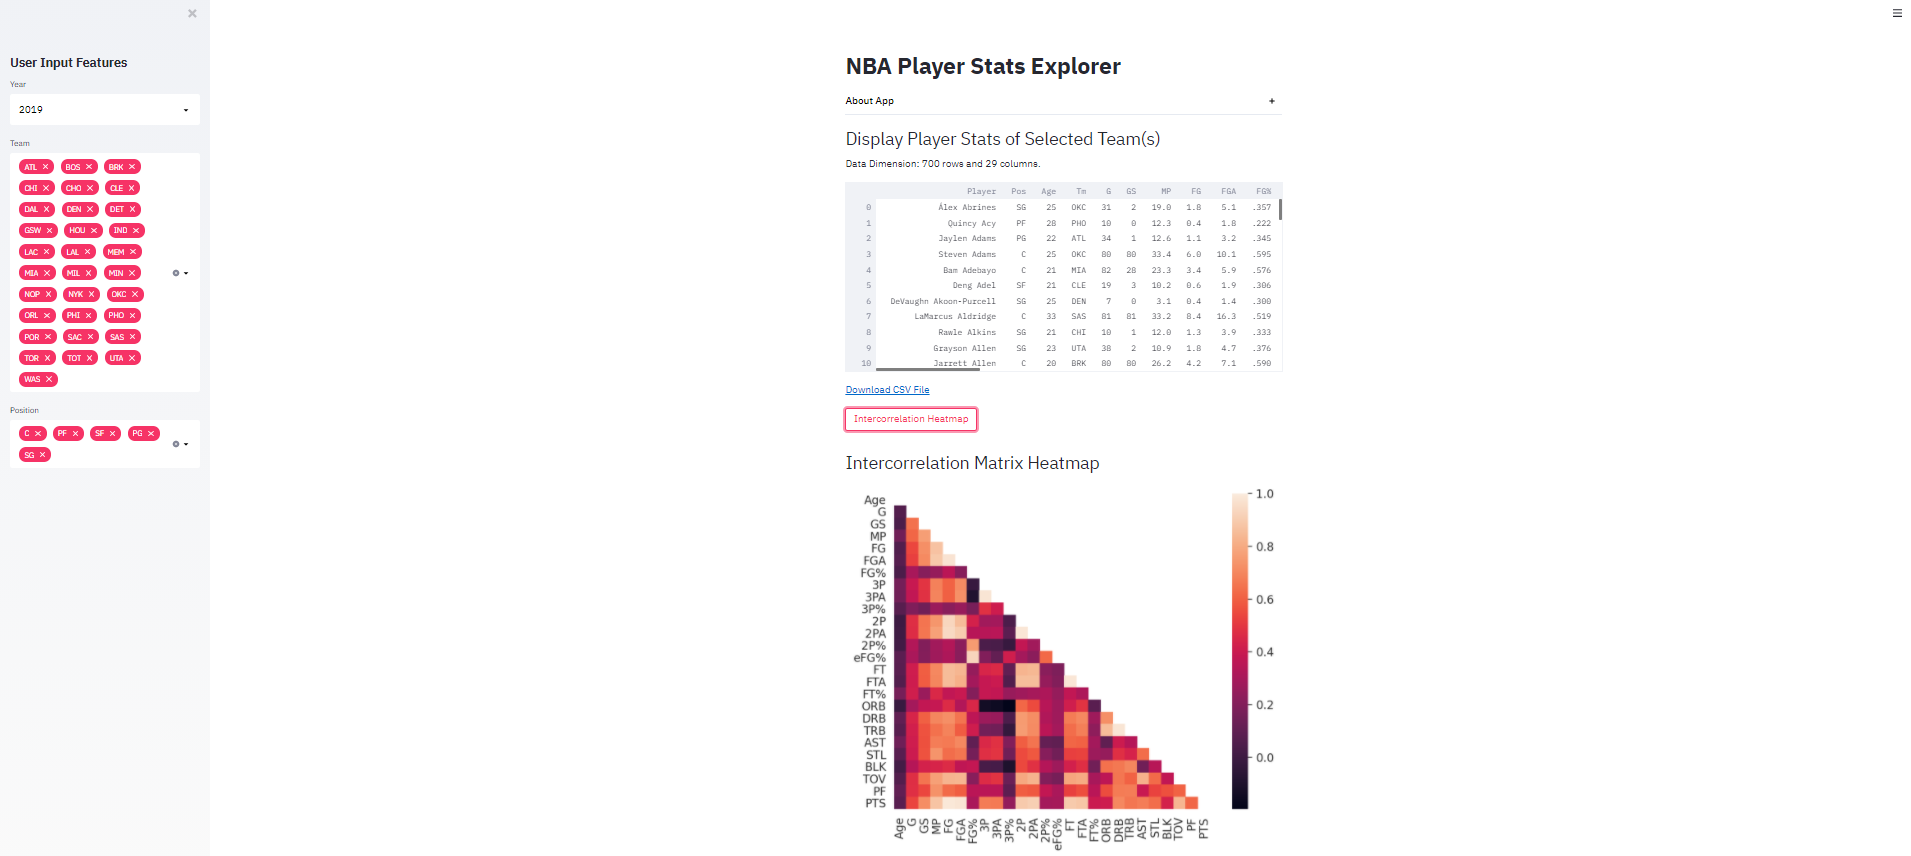 ×
User Input Features
Year
2019
Team
ATL × BOS × BRK ×
CHI × CHO × CLE ×
DAL × DEN × DET ×
GSW × HOU × IND ×
LAC × LAL × MEM ×
MIA × MIL × MIN ×
NOP × NYK × OKC ×
ORL × PHI × PHO ×
POR × SAC × SAS ×
TOR × TOT × UTA ×
WAS ×
Position
C × PF × SF × PG ×
SG ×
NBA Player Stats Explorer
About App +
Display Player Stats of Selected Team(s)
Data Dimension: 700 rows and 29 columns.
Player Pos Age Tm G GS MP FG FGA FG%
0 Álex Abrines SG 25 OKC 31 2 19.0 1.8 5.1 .357
1 Quincy Acy PF 28 PHO 10 0 12.3 0.4 1.8 .222
2 Jaylen Adams PG 22 ATL 34 1 12.6 1.1 3.2 .345
3 Steven Adams C 25 OKC 80 80 33.4 6.0 10.1 .595
4 Bam Adebayo C 21 MIA 82 28 23.3 3.4 5.9 .576
5 Deng Adel SF 21 CLE 19 3 10.2 0.6 1.9 .306
6 DeVaughn Akoon-Purcell SG 25 DEN 7 0 3.1 0.4 1.4 .300
7 LaMarcus Aldridge C 33 SAS 81 81 33.2 8.4 16.3 .519
8 Rawle Alkins SG 21 CHI 10 1 12.0 1.3 3.9 .333
9 Grayson Allen SG 23 UTA 38 2 10.9 1.8 4.7 .376
10 Jarrett Allen C 20 BRK 80 80 26.2 4.2 7.1 .590
Download CSV File
Intercorrelation Heatmap
Intercorrelation Matrix Heatmap
Age
G
GS
MP
FG
FGA
FG%
3P
3PA
3P%
2P
2PA
2P%
eFG%
FT
FTA
FT%
ORB
DRB
TRB
AST
STL
BLK
TOV
PF
PTS
Age G GS MP FG FGA FG% 3P 3PA 3P% 2P 2PA 2P% eFG% FT FTA FT% ORB DRB TRB AST STL BLK TOV PF PTS
1.0
0.8
0.6
0.4
0.2
0.0